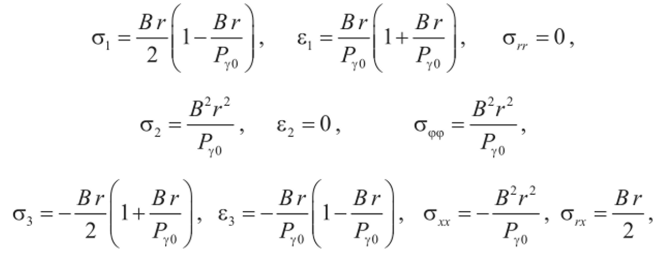 σ₁ = Br/2 (1 − Br/P_γ0), ε₁ = Br/P_γ0 (1 + Br/P_γ0), σ_rr = 0,
σ₂ = B²r²/P_γ0, ε₂ = 0, σ_φφ = B²r²/P_γ0,
σ₃ = − Br/2 (1 + Br/P_γ0), ε₃ = − Br/P_γ0 (1 − Br/P_γ0), σ_xx = − B²r²/P_γ0, σ_rx = Br/2,